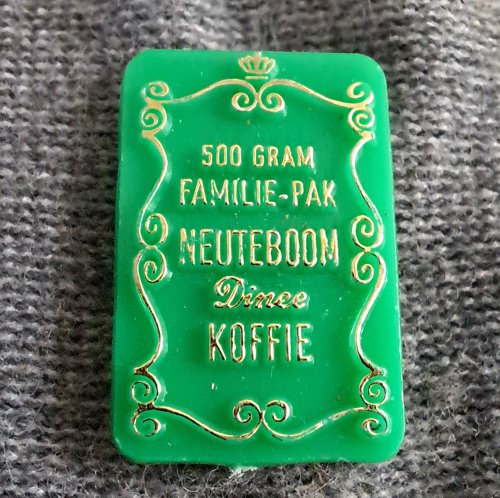 500 GRAM
FAMILIE-PAK
NEUTEBOOM
Dinee
KOFFIE